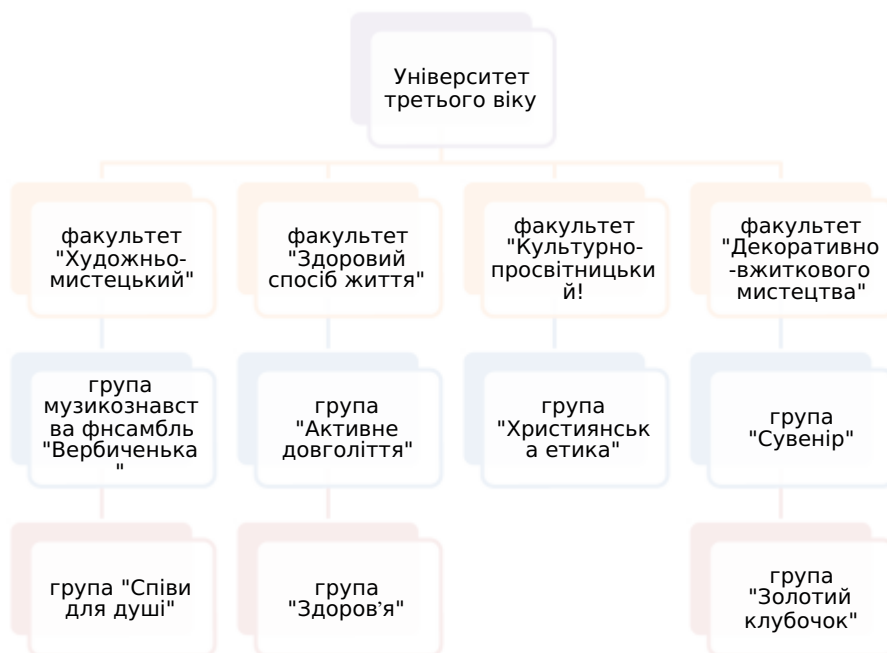 Університет
третього віку
факультет
"Художньо-
мистецький"
факультет
"Здоровий
спосіб життя"
факультет
"Культурно-
просвітницьки
й!
факультет
"Декоративно
-вжиткового
мистецтва"
група
музикознавст
ва фнсамбль
"Вербиченька
"
група
"Активне
довголіття"
група
"Християнськ
а етика"
група
"Сувенір"
група "Співи
для душі"
група
"Здоров’я"
група
"Золотий
клубочок"